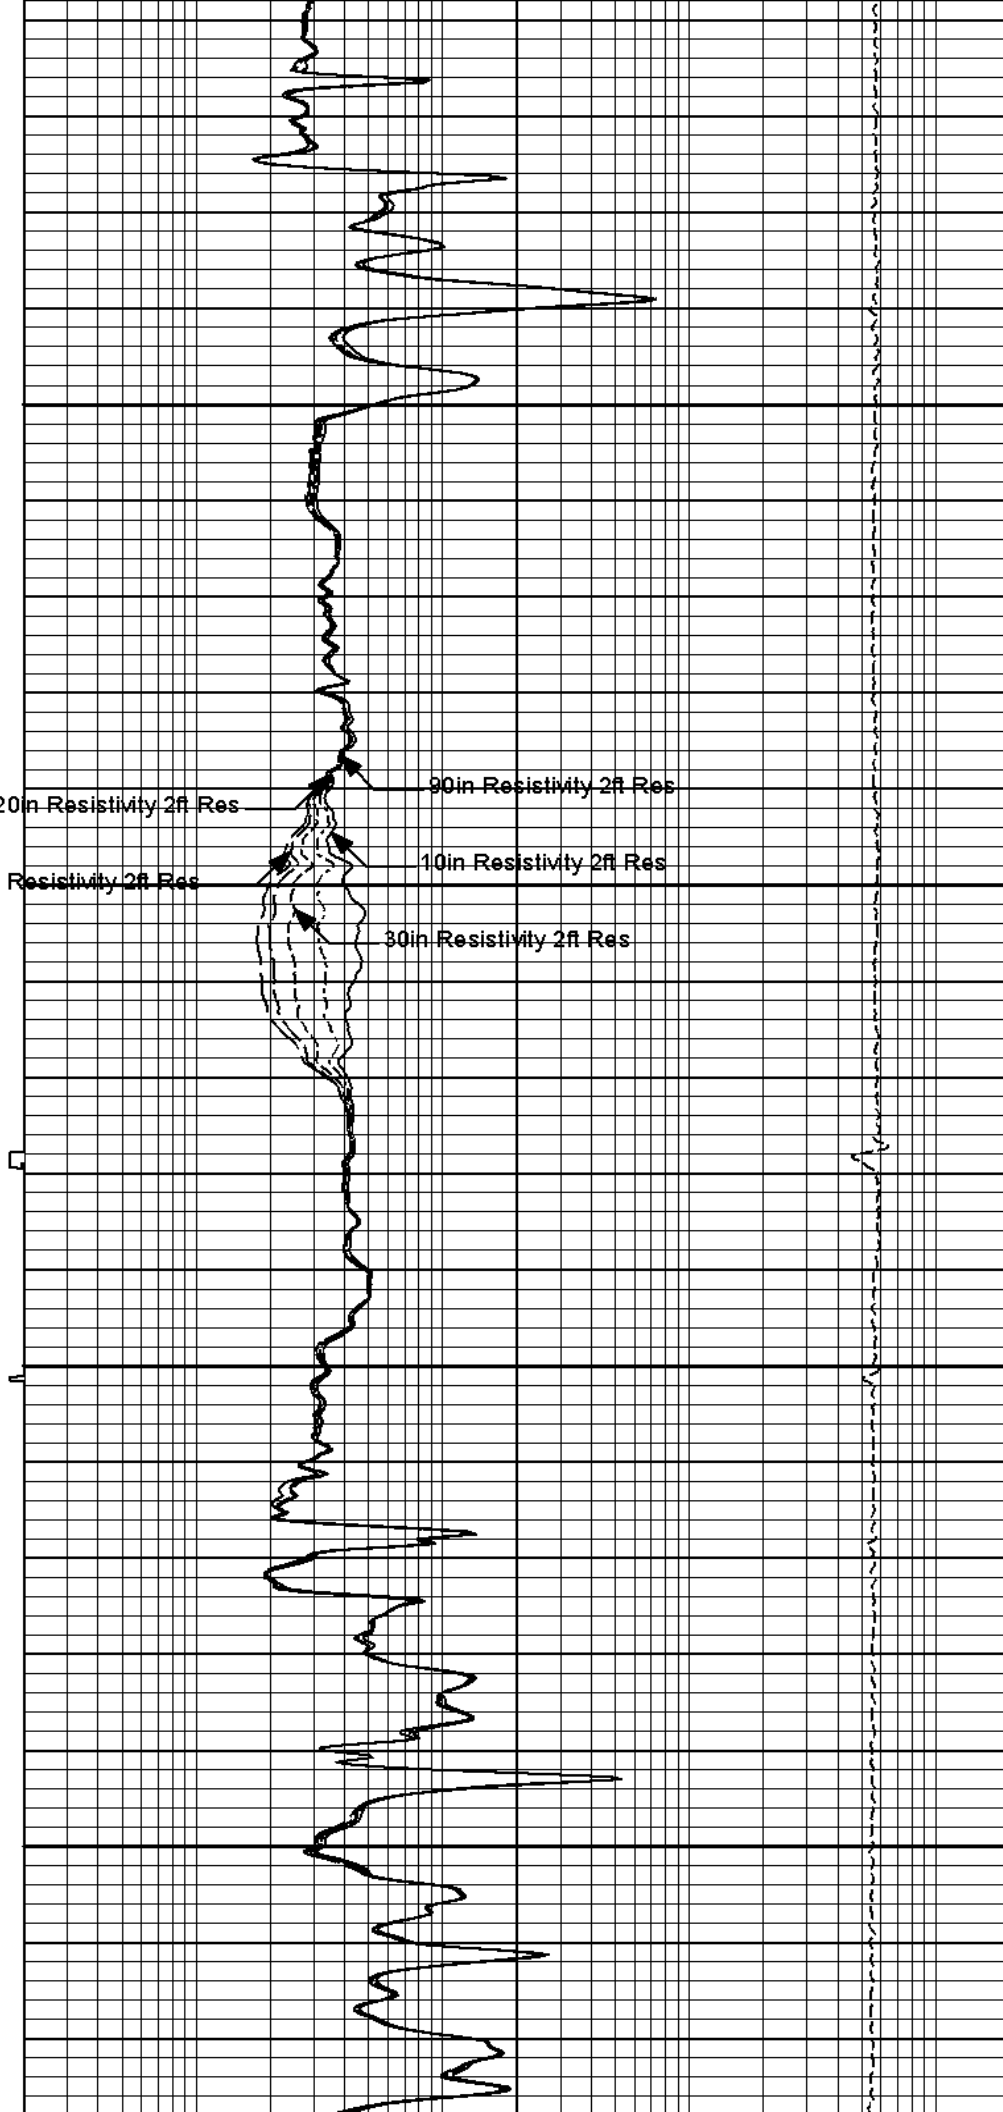 90in Resistivity 2ft Res
20in Resistivity 2ft Res
10in Resistivity 2ft Res
Resistivity 2ft Res
30in Resistivity 2ft Res